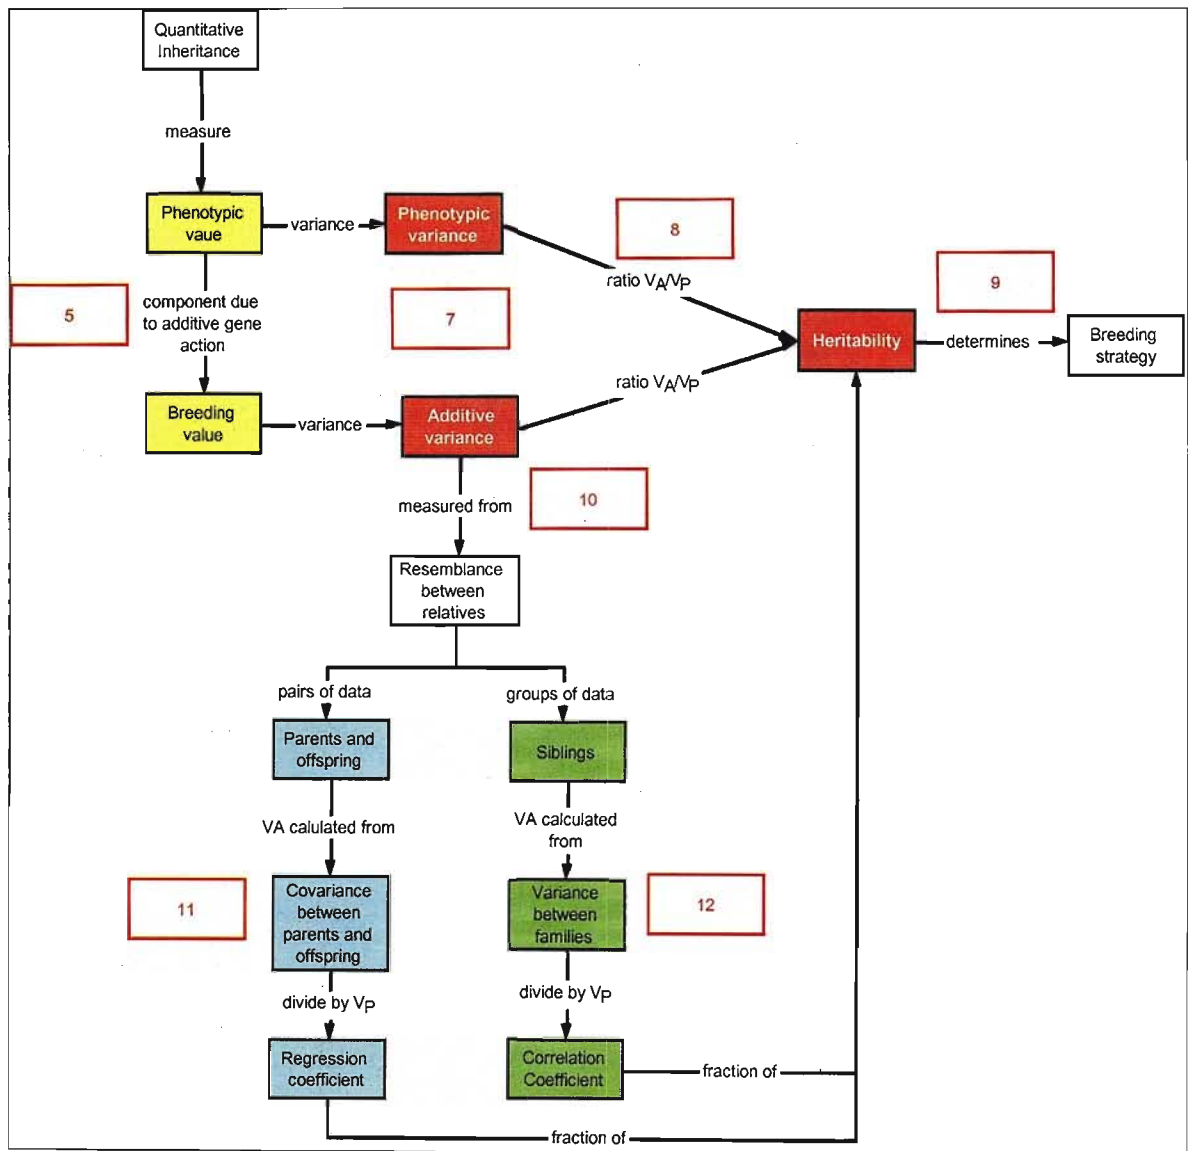 Quantitative
Inheritance
measure
Phenotypic
vaue
variance
Phenotypic
variance
8
ratio VA/VP
9
5
component due
to additive gene
action
7
Heritability
determines
Breeding
strategy
ratio VA/VP
Breeding
value
variance
Additive
variance
measured from
10
Resemblance
between
relatives
pairs of data
groups of data
Parents and
offspring
Siblings
VA calulated from
VA calculated
from
11
Covariance
between
parents and
offspring
Variance
between
families
12
divide by VP
divide by VP
Regression
coefficient
Correlation
Coefficient
fraction of
fraction of